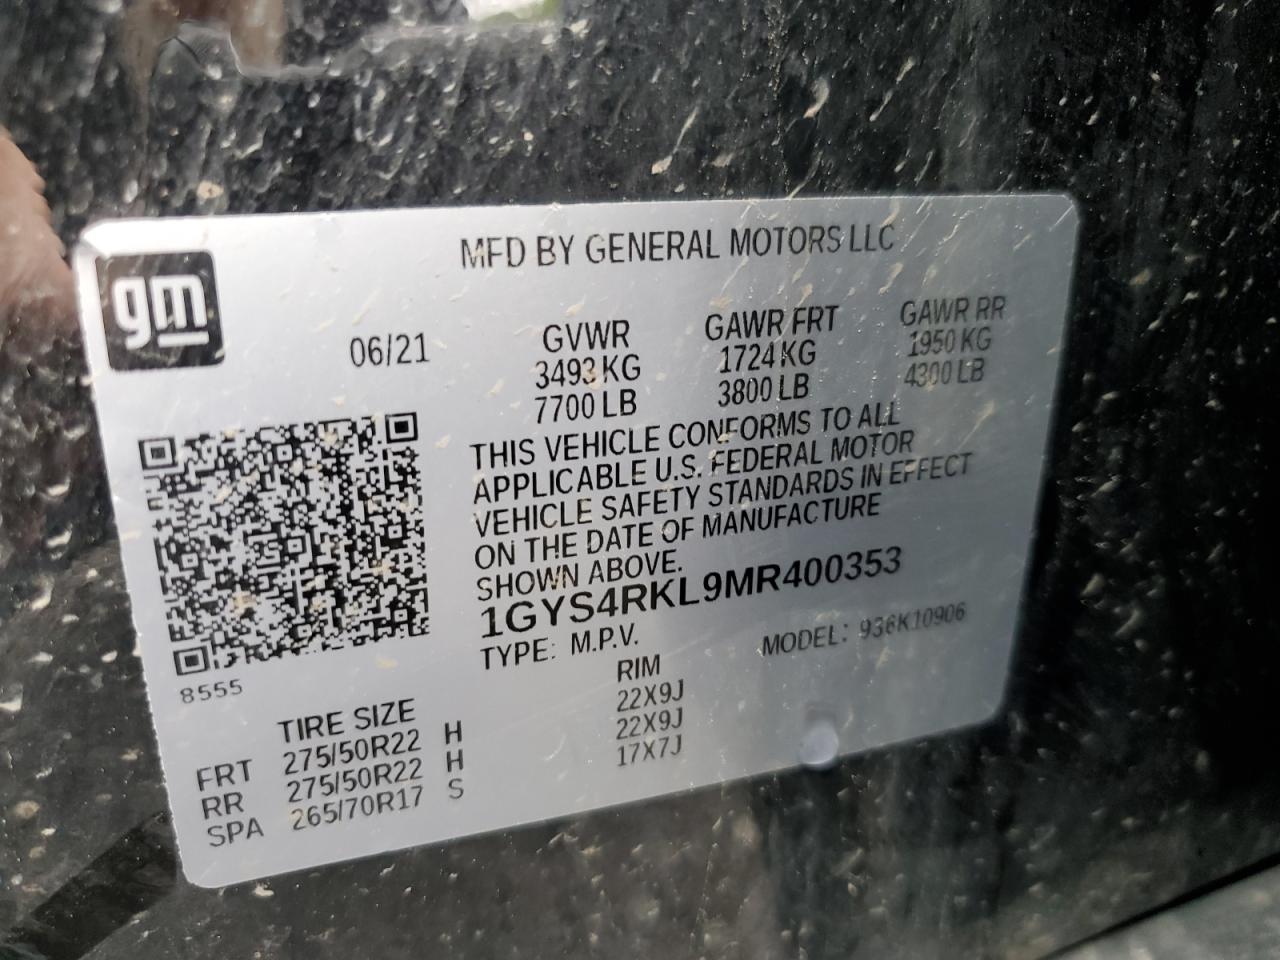 gm
MFD BY GENERAL MOTORS LLC
06/21
GVWR GAWR FRT GAWR RR
3493 KG 1724 KG 1950 KG
7700 LB 3800 LB 4300 LB
THIS VEHICLE CONFORMS TO ALL
APPLICABLE U.S. FEDERAL MOTOR
VEHICLE SAFETY STANDARDS IN EFFECT
ON THE DATE OF MANUFACTURE
SHOWN ABOVE.
1GYS4RKL9MR400353
TYPE: M.P.V. MODEL: 936K10906
8555
TIRE SIZE RIM
FRT 275/50R22 H 22X9J
RR 275/50R22 H 22X9J
SPA 265/70R17 S 17X7J